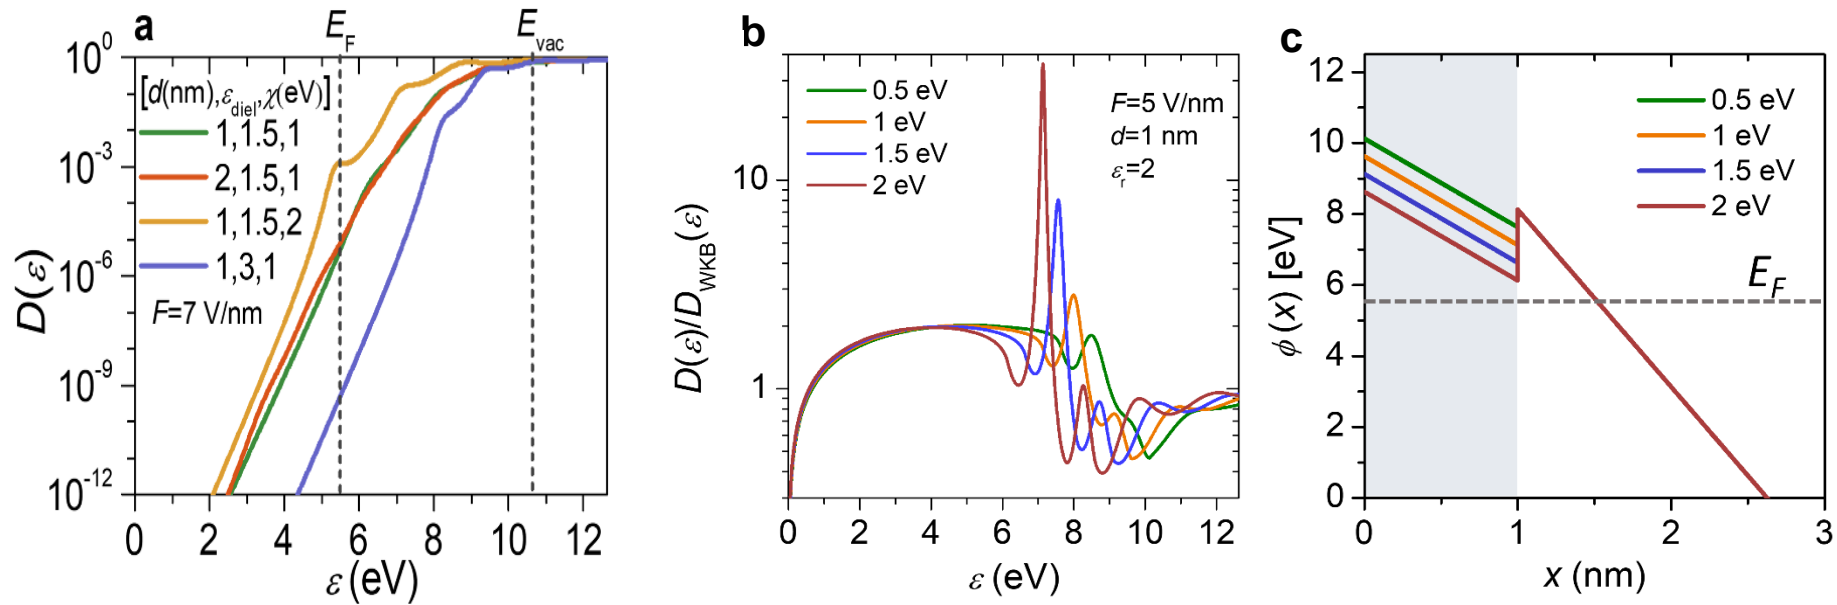 a
E_F
E_vac
10^0
10^-3
10^-6
10^-9
10^-12
D(ε)
[d(nm),ε_diel,χ(eV)]
1,1.5,1
2,1.5,1
1,1.5,2
1,3,1
F=7 V/nm
0 2 4 6 8 10 12
ε (eV)
b
10
1
D(ε)/D_WKB(ε)
0.5 eV
1 eV
1.5 eV
2 eV
F=5 V/nm
d=1 nm
ε_r=2
0 2 4 6 8 10 12
ε (eV)
c
12
10
8
6
4
2
0
ϕ (x) [eV]
0.5 eV
1 eV
1.5 eV
2 eV
E_F
0 1 2 3
x (nm)